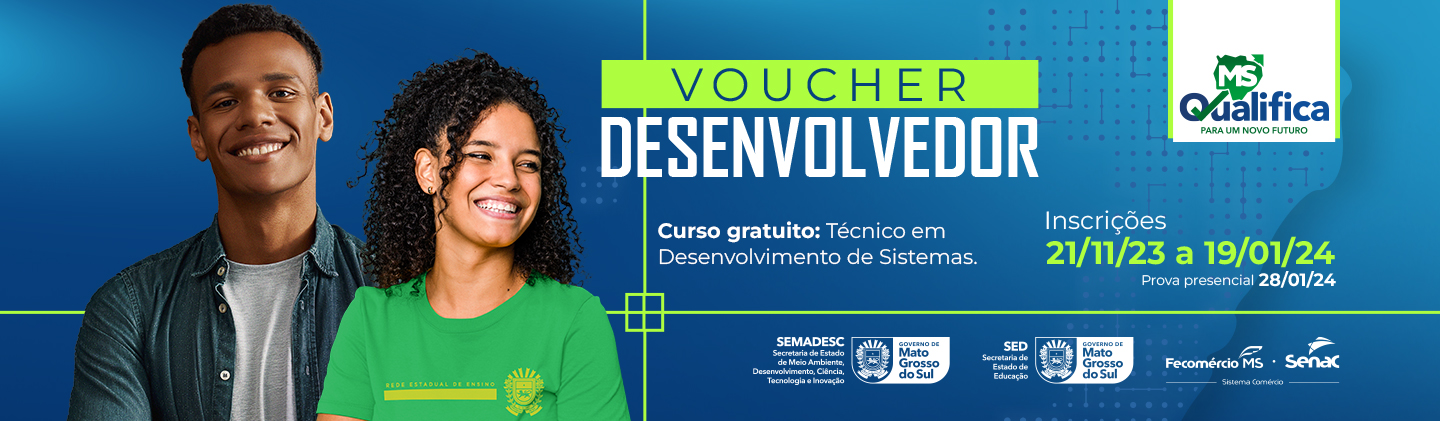 VOUCHER
DESENVOLVEDOR
Curso gratuito: Técnico em
Desenvolvimento de Sistemas.
MS
Qualifica
PARA UM NOVO FUTURO
Inscrições
21/11/23 a 19/01/24
Prova presencial 28/01/24
REDE ESTADUAL DE ENSINO
SEMADESC
Secretaria de Estado
de Meio Ambiente,
Desenvolvimento, Ciência,
Tecnologia e Inovação
GOVERNO DE
Mato
Grosso
do Sul
SED
Secretaria de
Estado de
Educação
GOVERNO DE
Mato
Grosso
do Sul
Fecomércio MS · Senac
Sistema Comércio